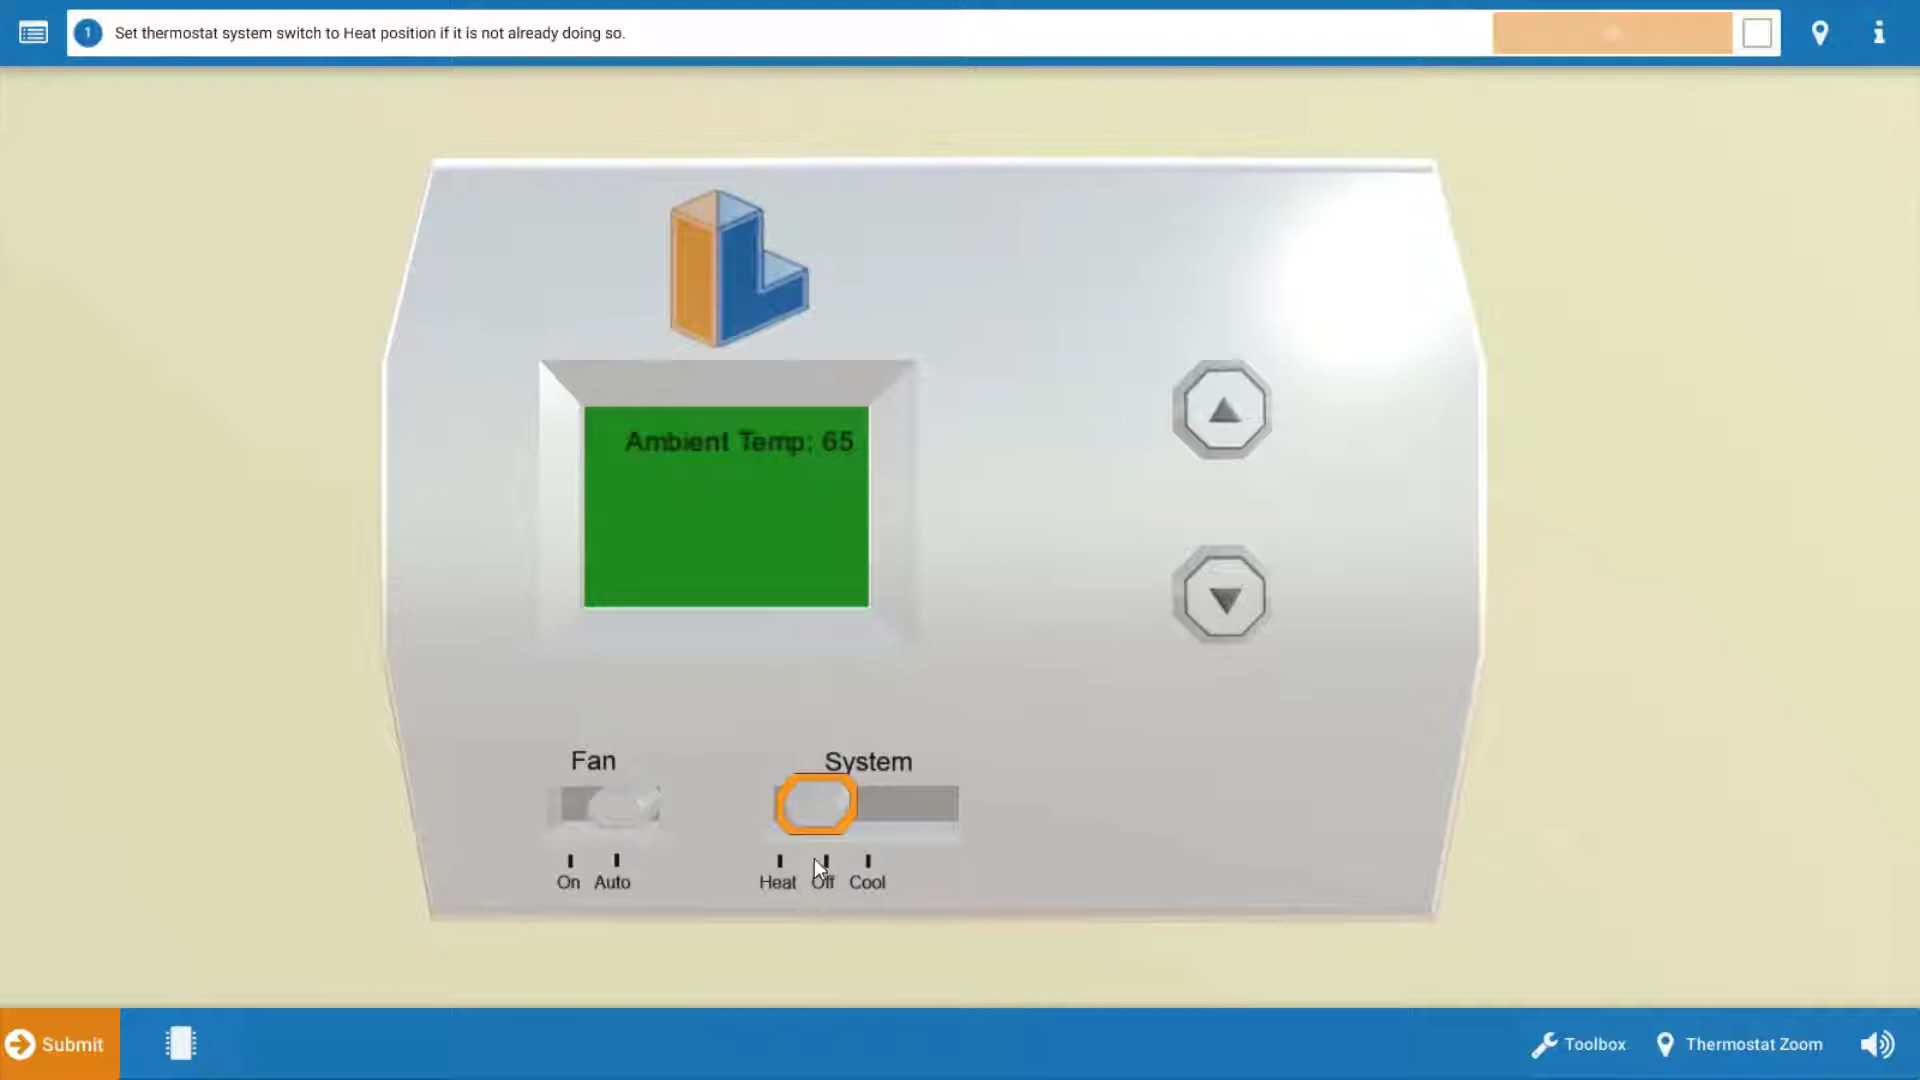 1 Set thermostat system switch to Heat position if it is not already doing so.
Ambient Temp: 65
Fan System
On Auto Heat Off Cool
Submit Toolbox Thermostat Zoom